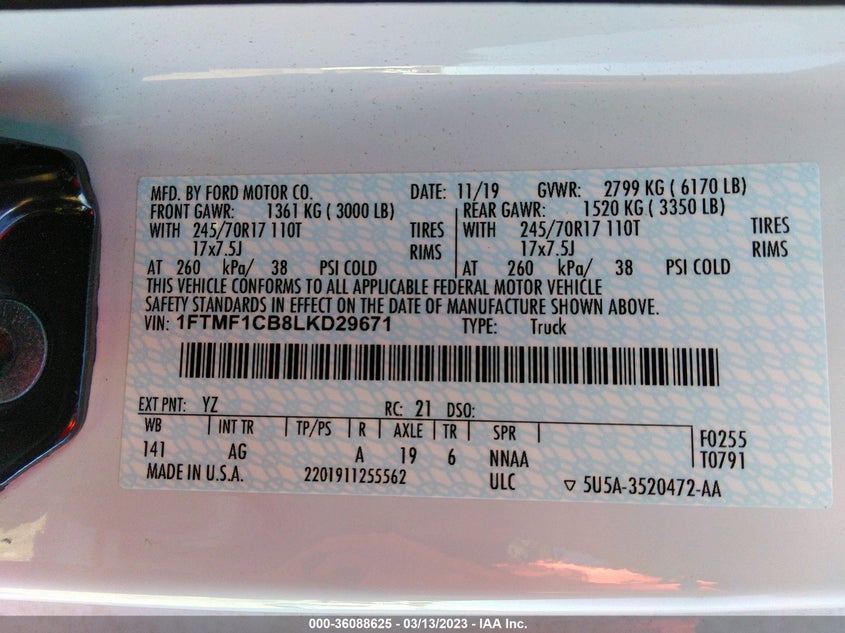 MFD. BY FORD MOTOR CO. DATE: 11/19 GVWR: 2799 KG ( 6170 LB)
FRONT GAWR: 1361 KG ( 3000 LB) REAR GAWR: 1520 KG ( 3350 LB)
WITH 245/70R17 110T TIRES WITH 245/70R17 110T TIRES
17x7.5J RIMS 17x7.5J RIMS
AT 260 kPa/ 38 PSI COLD AT 260 kPa/ 38 PSI COLD
THIS VEHICLE CONFORMS TO ALL APPLICABLE FEDERAL MOTOR VEHICLE
SAFETY STANDARDS IN EFFECT ON THE DATE OF MANUFACTURE SHOWN ABOVE.
VIN: 1FTMF1CB8LKD29671 TYPE: Truck
EXT PNT: YZ RC: 21 DSO:
WB INT TR TP/PS R AXLE TR SPR F0255
141 AG A 19 6 NNAA T0791
MADE IN U.S.A. 2201911255562 ULC ▽ 5U5A-3520472-AA
000-36088625 - 03/13/2023 - IAA Inc.